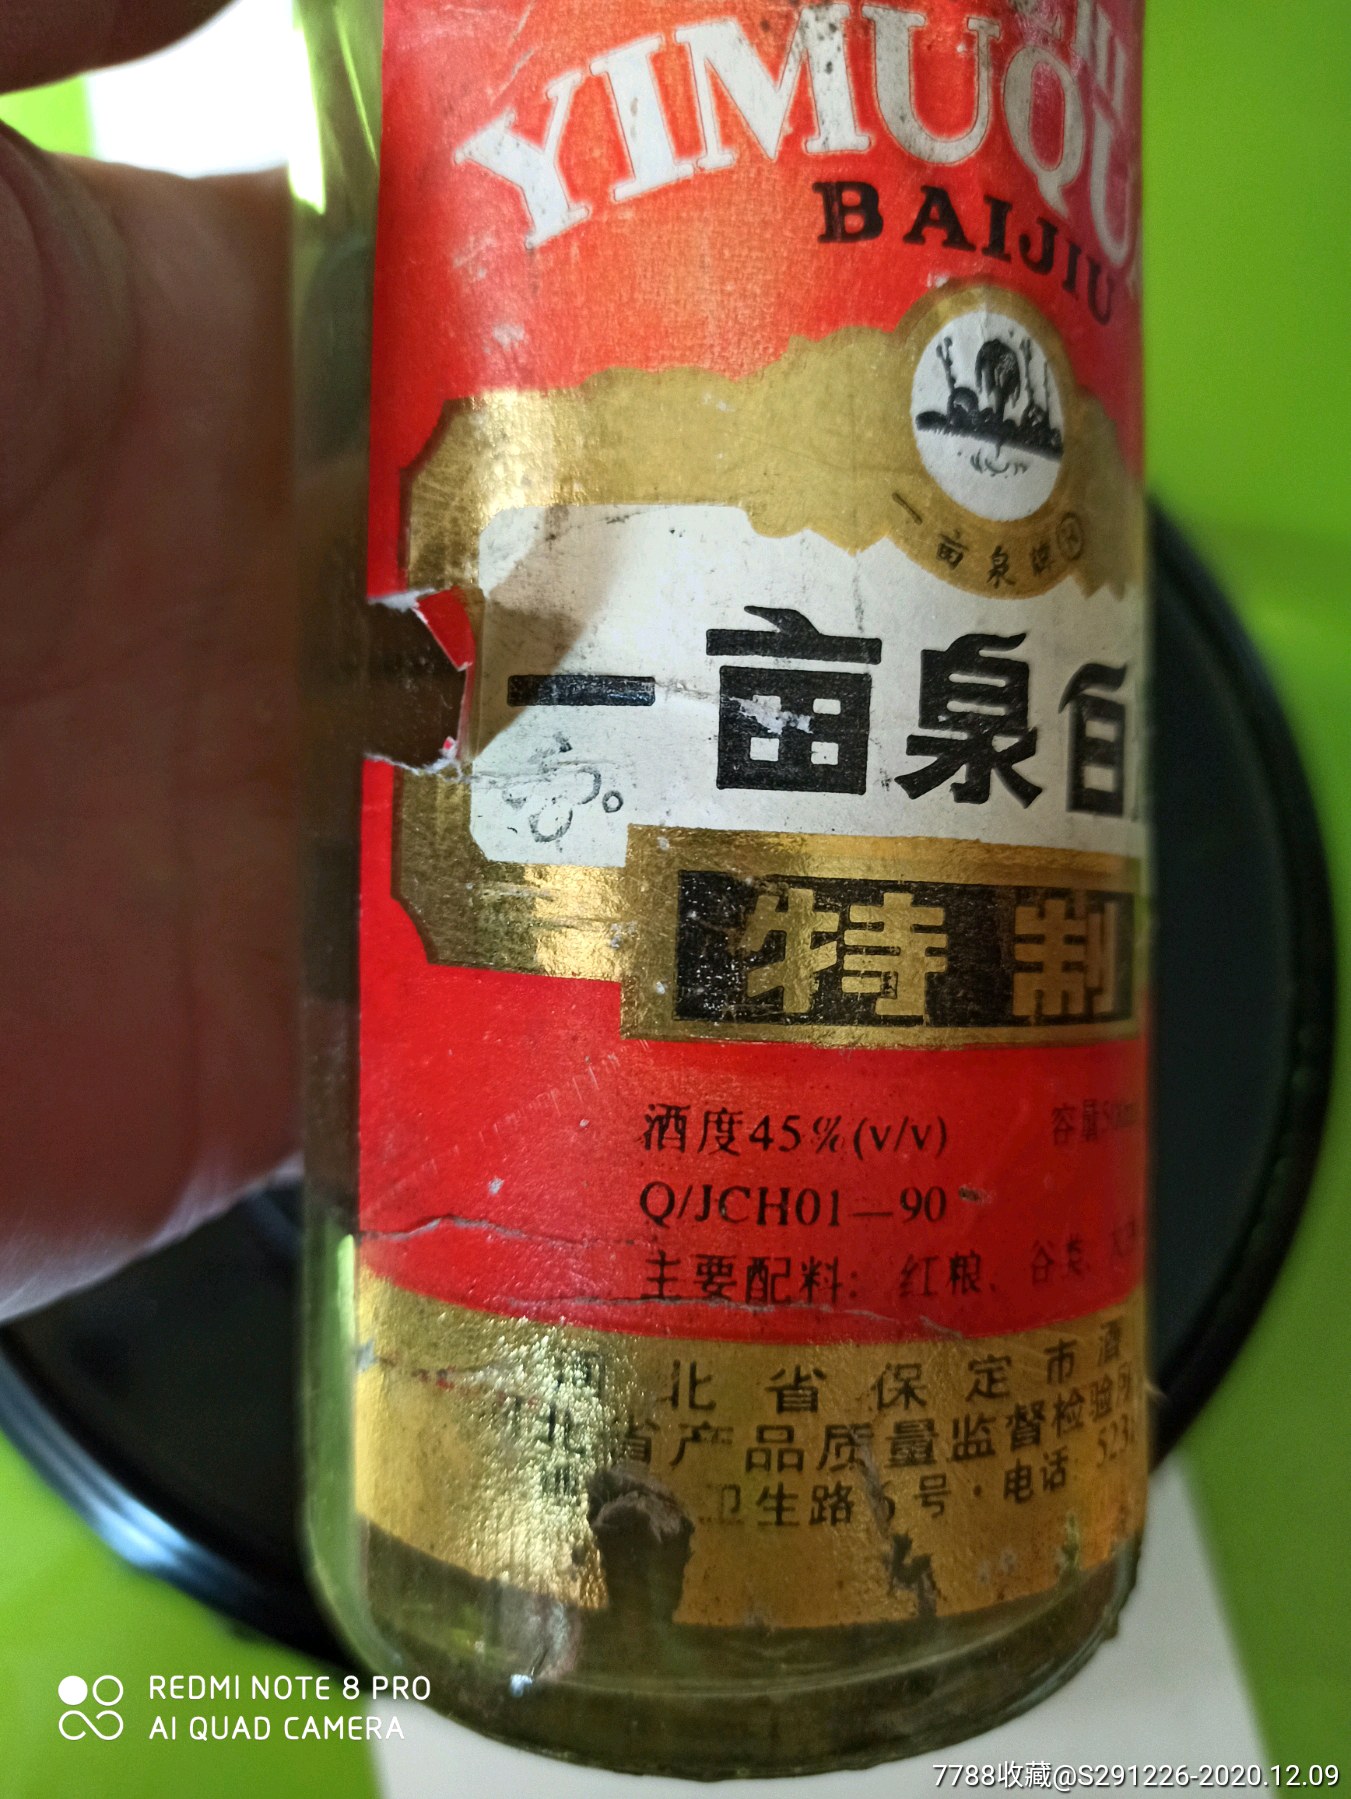 YIMUQU
BAIJIU
一亩泉牌
一亩泉白
特制
酒度45%(v/v)
容量
Q/JCH01—90
主要配料：红粮、谷类、
河北省保定市酒
北省产品质量监督检验所
卫生路6号·电话
REDMI NOTE 8 PRO
AI QUAD CAMERA
7788收藏@S291226-2020.12.09